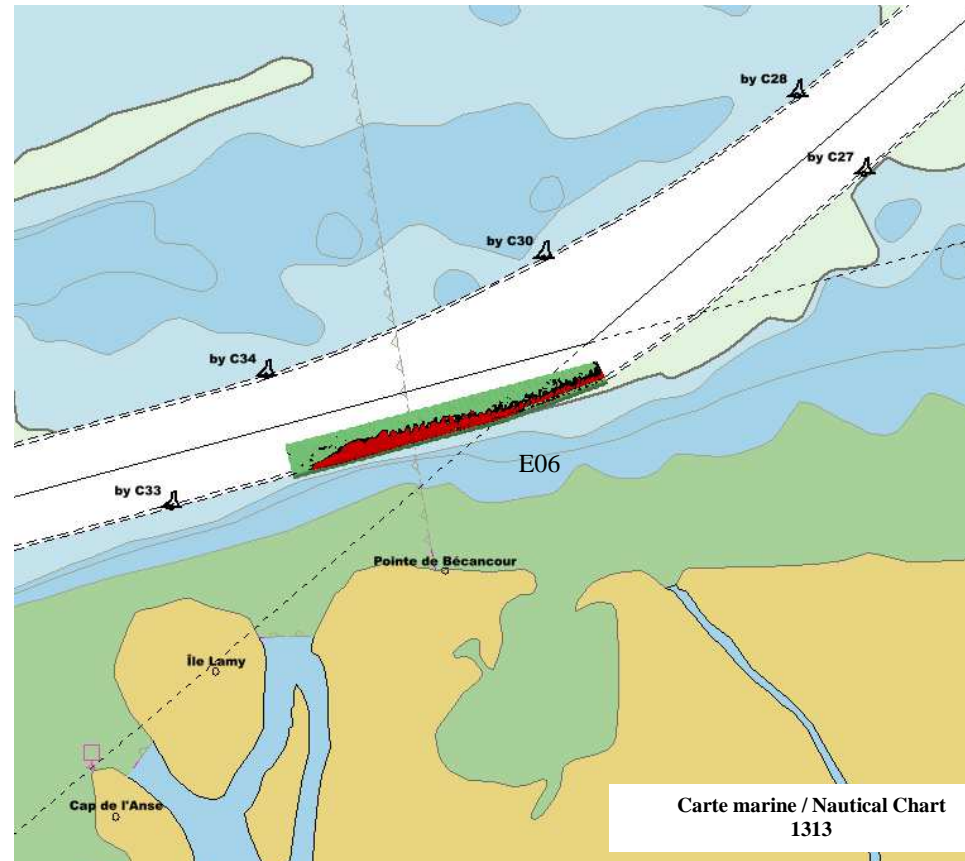 by C28
by C27
by C30
by C34
E06
by C33
Pointe de Bécancour
Île Lamy
Cap de l'Anse
Carte marine / Nautical Chart
1313